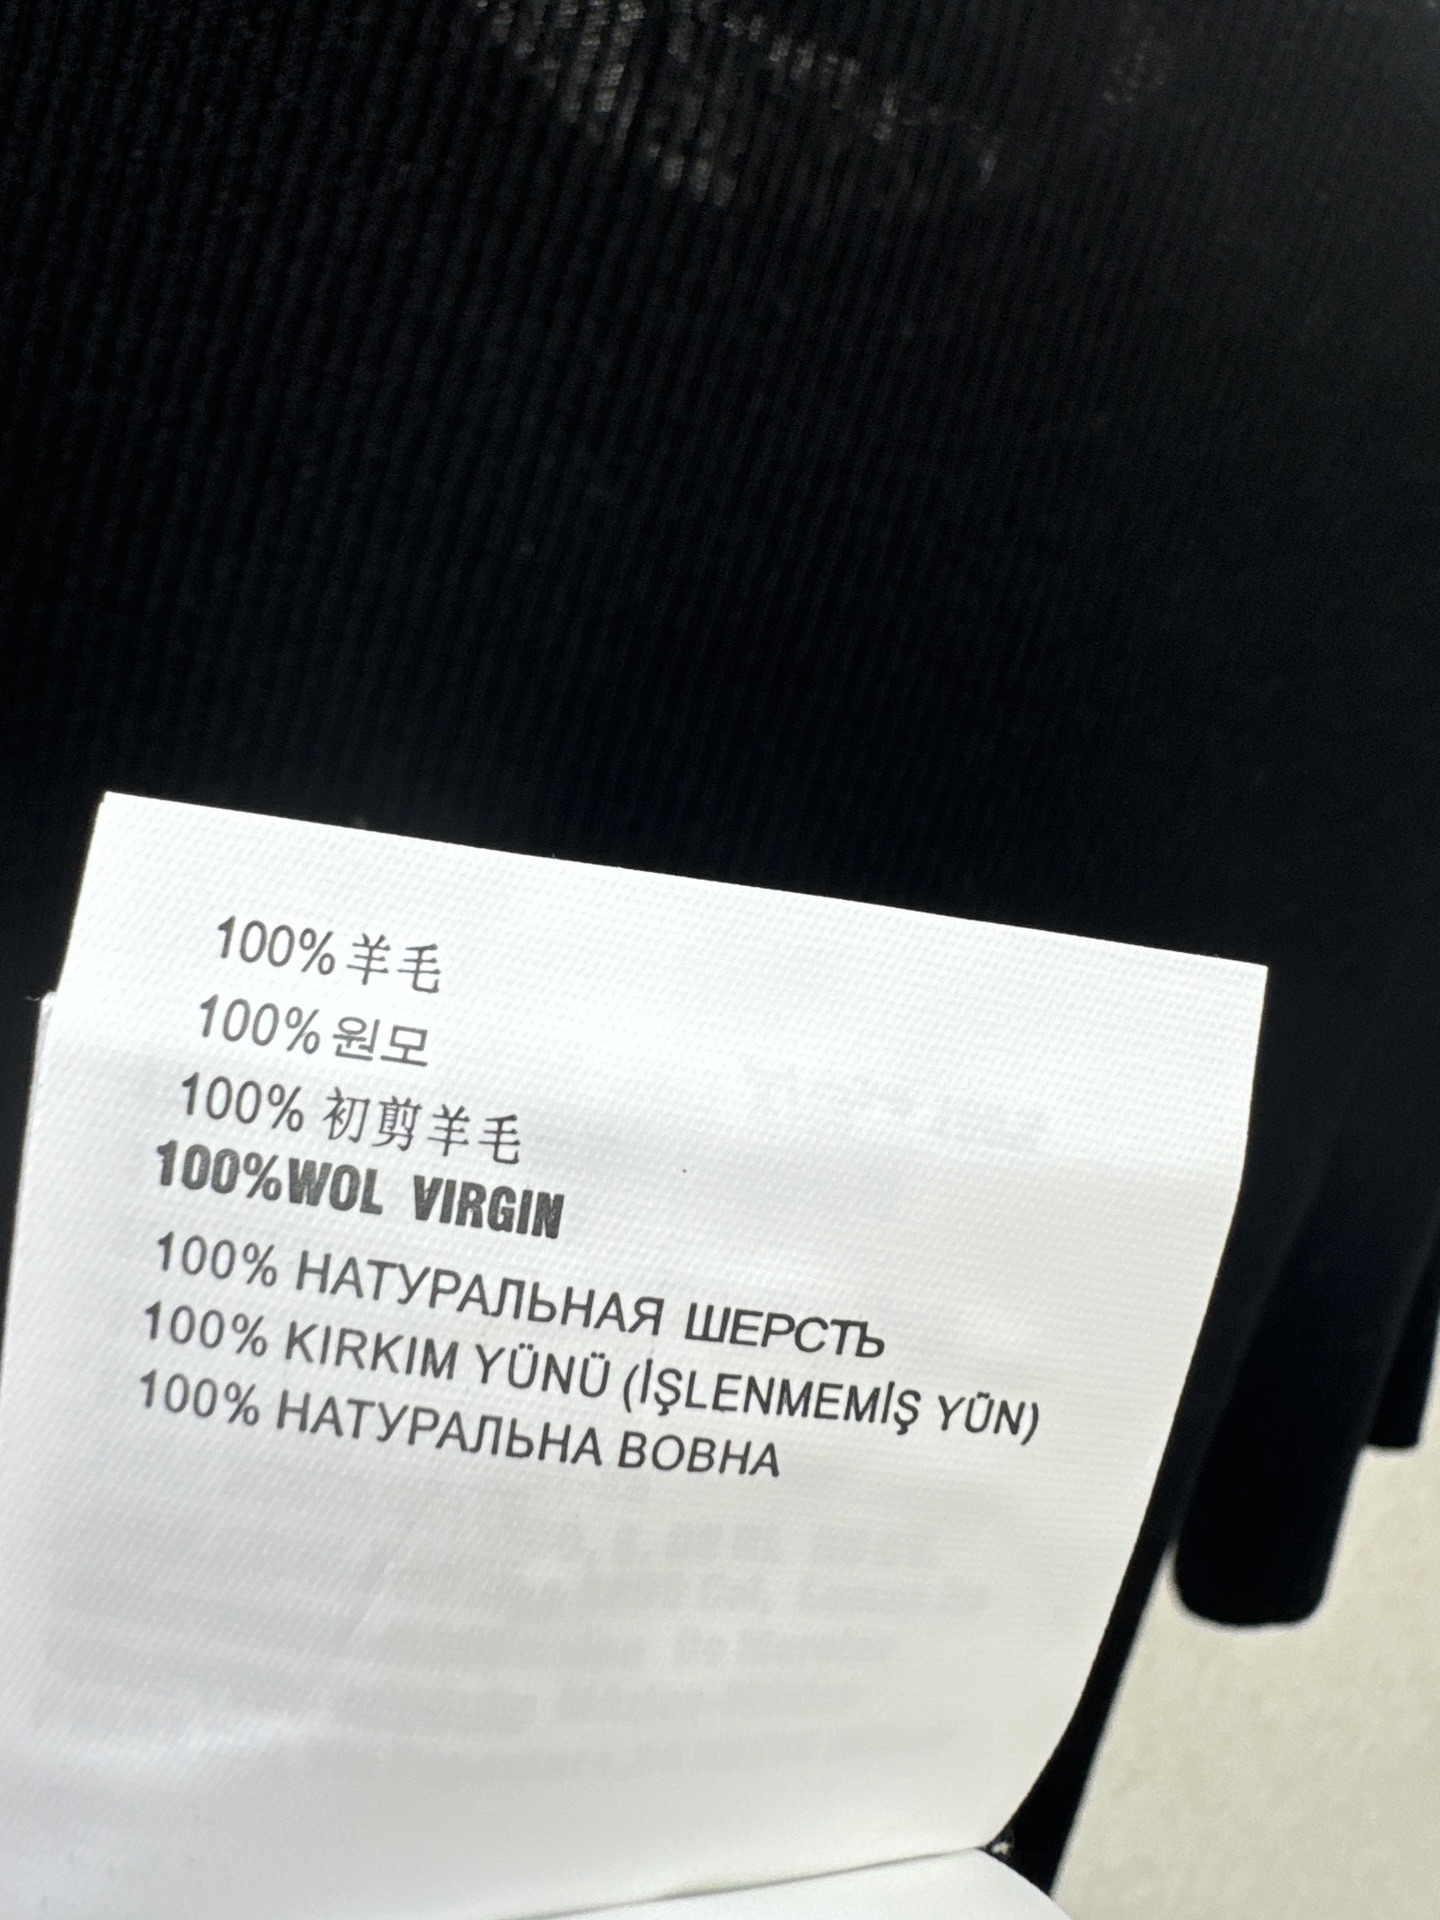 100%羊毛
100%원모
100% 初剪羊毛
100%WOL VIRGIN
100% НАТУРАЛЬНАЯ ШЕРСТЬ
100% KIRKIM YÜNÜ (İŞLENMEMİŞ YÜN)
100% НАТУРАЛЬНА ВОВНА